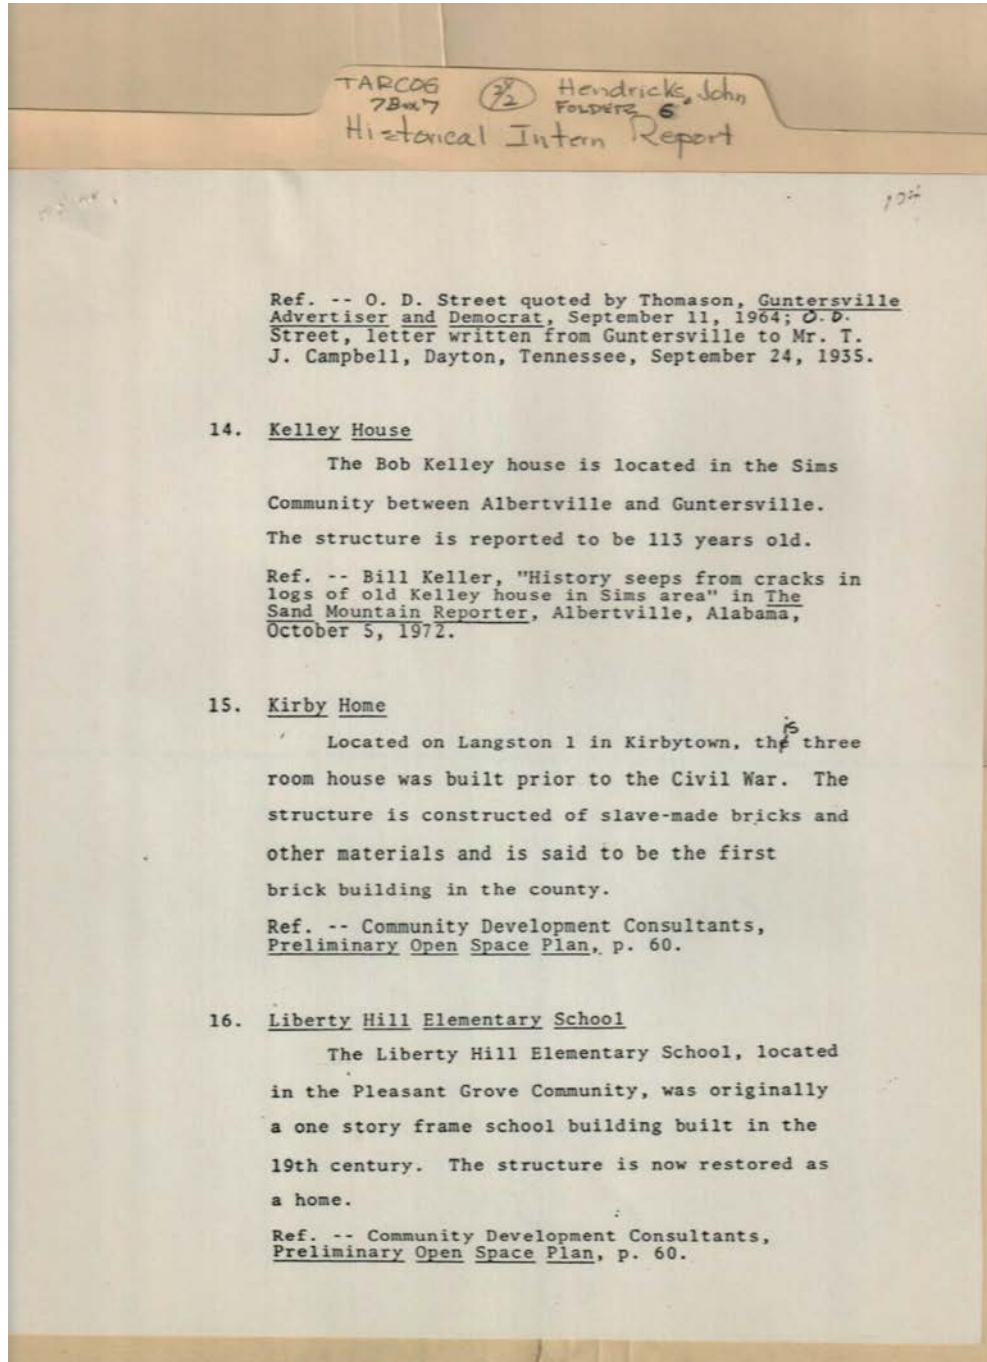 TARCOG
7Box7
Hendricks, John
FOLDER 6
Historical Intern Report
Ref. -- O. D. Street quoted by Thomason, Guntersville
Advertiser and Democrat, September 11, 1964; O.D.
Street, letter written from Guntersville to Mr. T.
J. Campbell, Dayton, Tennessee, September 24, 1935.
14. Kelley House
The Bob Kelley house is located in the Sims
Community between Albertville and Guntersville.
The structure is reported to be 113 years old.
Ref. -- Bill Keller, "History seeps from cracks in
logs of old Kelley house in Sims area" in The
Sand Mountain Reporter, Albertville, Alabama,
October 5, 1972.
15. Kirby Home
Located on Langston 1 in Kirbytown, this three
room house was built prior to the Civil War. The
structure is constructed of slave-made bricks and
other materials and is said to be the first
brick building in the county.
Ref. -- Community Development Consultants,
Preliminary Open Space Plan, p. 60.
16. Liberty Hill Elementary School
The Liberty Hill Elementary School, located
in the Pleasant Grove Community, was originally
a one story frame school building built in the
19th century. The structure is now restored as
a home.
Ref. -- Community Development Consultants,
Preliminary Open Space Plan, p. 60.